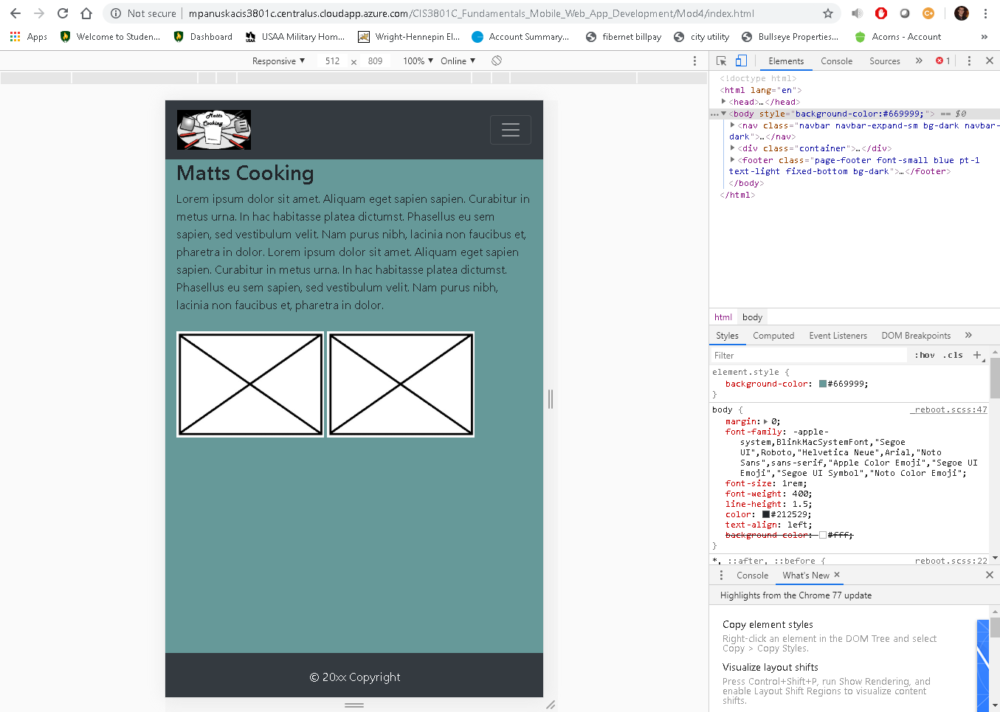 Not secure | mpanuskacis3801c.centralus.cloudapp.azure.com/CIS3801C_Fundamentals_Mobile_Web_App_Development/Mod4/index.html
Apps Welcome to Studen... Dashboard USAA Military Hom... Wright-Hennepin El... Account Summary... fibernet billpay city utility Bullseye Properties... Acorns - Account »
Responsive ▼ 512 x 809 100% ▼ Online ▼
Elements Console Sources » 1
<!doctype html>
<html lang="en">
<head>…</head>
<body style="background-color:#669999;"> == $0
<nav class="navbar navbar-expand-sm bg-dark navbar-
dark">…</nav>
<div class="container">…</div>
<footer class="page-footer font-small blue pt-1
text-light fixed-bottom bg-dark">…</footer>
</body>
</html>
Matts
Cooking
Matts Cooking
Lorem ipsum dolor sit amet. Aliquam eget sapien sapien. Curabitur in
metus urna. In hac habitasse platea dictumst. Phasellus eu sem
sapien, sed vestibulum velit. Nam purus nibh, lacinia non faucibus et,
pharetra in dolor. Lorem ipsum dolor sit amet. Aliquam eget sapien
sapien. Curabitur in metus urna. In hac habitasse platea dictumst.
Phasellus eu sem sapien, sed vestibulum velit. Nam purus nibh,
lacinia non faucibus et, pharetra in dolor.
© 20xx Copyright
html body
Styles Computed Event Listeners DOM Breakpoints »
Filter :hov .cls +
element.style {
background-color: #669999;
}
body { _reboot.scss:47
margin: 0;
font-family: -apple-
system,BlinkMacSystemFont,"Segoe
UI",Roboto,"Helvetica Neue",Arial,"Noto
Sans",sans-serif,"Apple Color Emoji","Segoe UI
Emoji","Segoe UI Symbol","Noto Color Emoji";
font-size: 1rem;
font-weight: 400;
line-height: 1.5;
color: #212529;
text-align: left;
background-color: #fff;
}
*, ::after, ::before { _reboot.scss:22
Console What's New ×
Highlights from the Chrome 77 update
Copy element styles
Right-click an element in the DOM Tree and select
Copy > Copy Styles.
Visualize layout shifts
Press Control+Shift+P, run Show Rendering, and
enable Layout Shift Regions to visualize content
shifts.